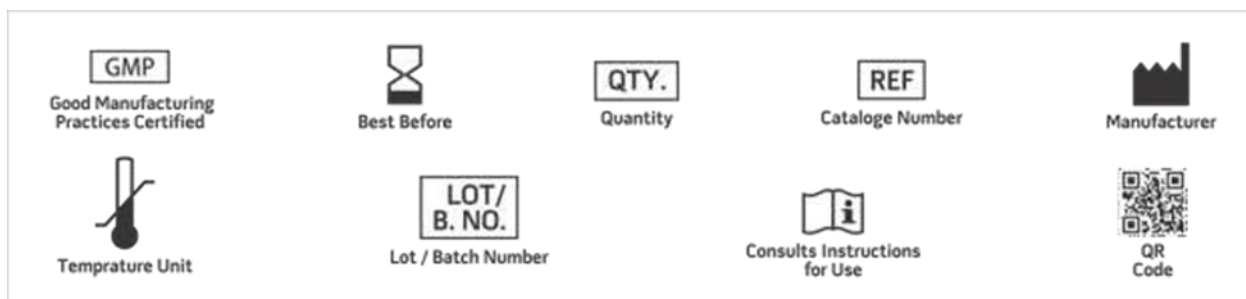 GMP
Good Manufacturing
Practices Certified
Best Before
QTY.
Quantity
REF
Cataloge Number
Manufacturer
Temprature Unit
LOT/
B. NO.
Lot / Batch Number
i
Consults Instructions
for Use
QR
Code